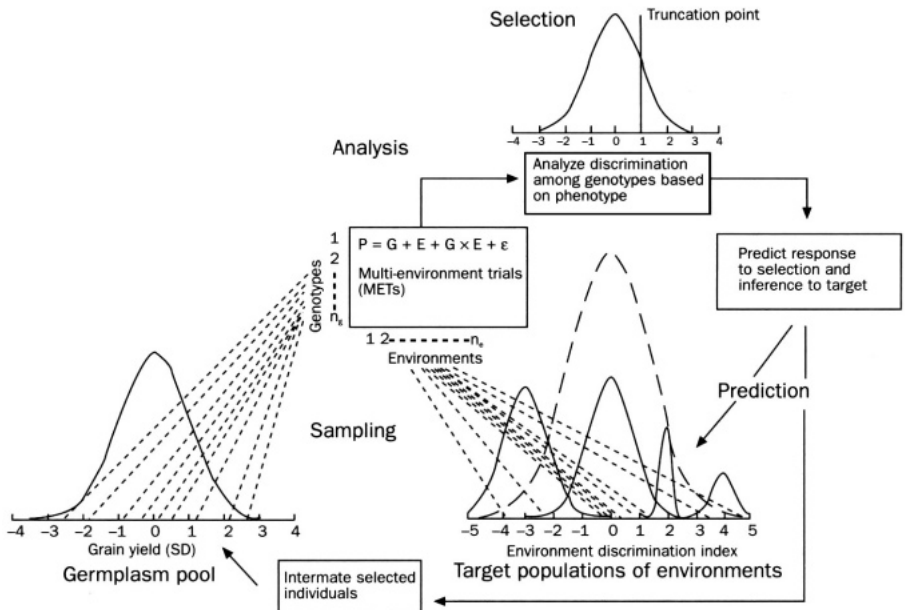 Selection
Truncation point
-4 -3 -2 -1 0 1 2 3 4
Analysis
Analyze discrimination
among genotypes based
on phenotype
Genotypes
1
2
n_g
P = G + E + G × E + ε
Multi-environment trials
(METs)
1 2 n_e
Environments
Predict response
to selection and
inference to target
Prediction
Sampling
-4 -3 -2 -1 0 1 2 3 4
Grain yield (SD)
Germplasm pool
-5 -4 -3 -2 -1 0 1 2 3 4 5
Environment discrimination index
Target populations of environments
Intermate selected
individuals